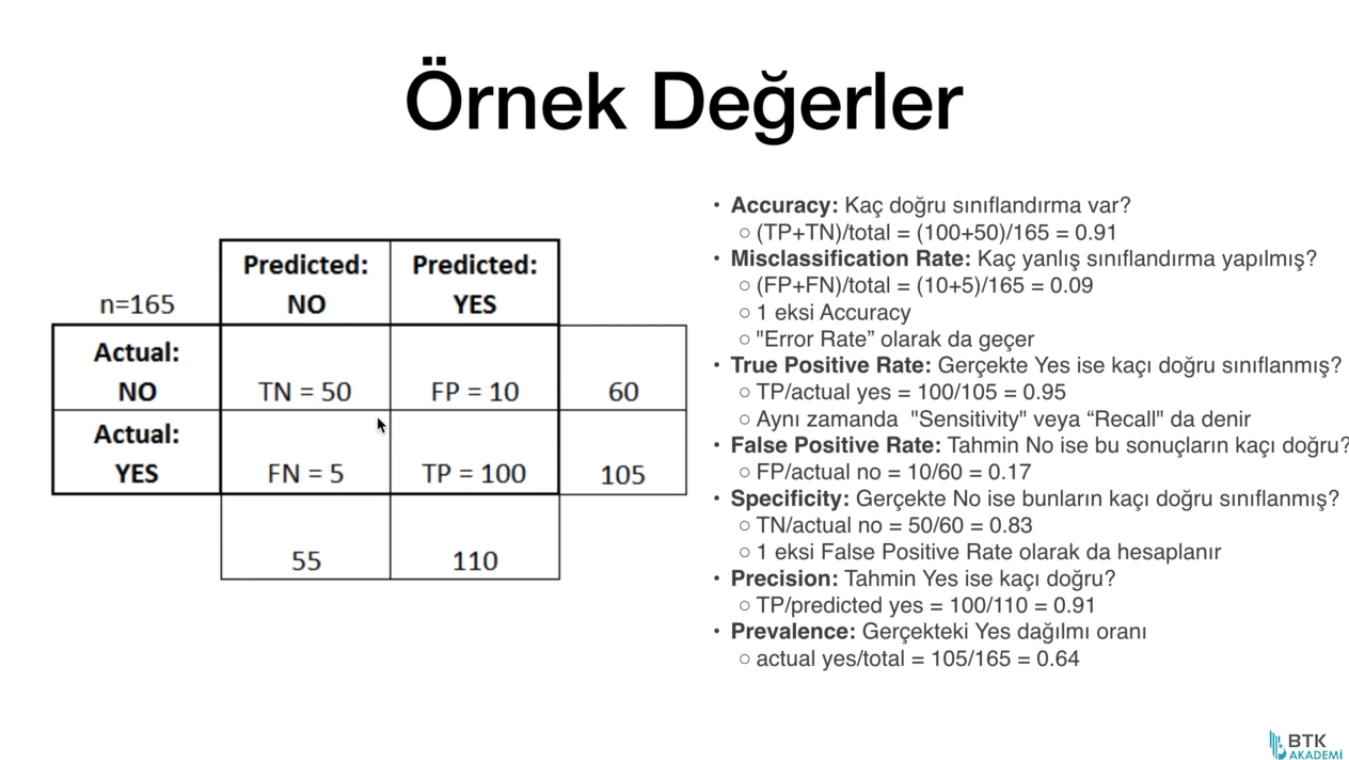 Örnek Değerler
n=165
Predicted: NO
Predicted: YES
Actual: NO
TN = 50
FP = 10
60
Actual: YES
FN = 5
TP = 100
105
55
110
• Accuracy: Kaç doğru sınıflandırma var?
○ (TP+TN)/total = (100+50)/165 = 0.91
• Misclassification Rate: Kaç yanlış sınıflandırma yapılmış?
○ (FP+FN)/total = (10+5)/165 = 0.09
○ 1 eksi Accuracy
○ "Error Rate” olarak da geçer
• True Positive Rate: Gerçekte Yes ise kaçı doğru sınıflanmış?
○ TP/actual yes = 100/105 = 0.95
○ Aynı zamanda "Sensitivity" veya “Recall" da denir
• False Positive Rate: Tahmin No ise bu sonuçların kaçı doğru?
○ FP/actual no = 10/60 = 0.17
• Specificity: Gerçekte No ise bunların kaçı doğru sınıflanmış?
○ TN/actual no = 50/60 = 0.83
○ 1 eksi False Positive Rate olarak da hesaplanır
• Precision: Tahmin Yes ise kaçı doğru?
○ TP/predicted yes = 100/110 = 0.91
• Prevalence: Gerçekteki Yes dağılmı oranı
○ actual yes/total = 105/165 = 0.64
BTK
AKADEMİ